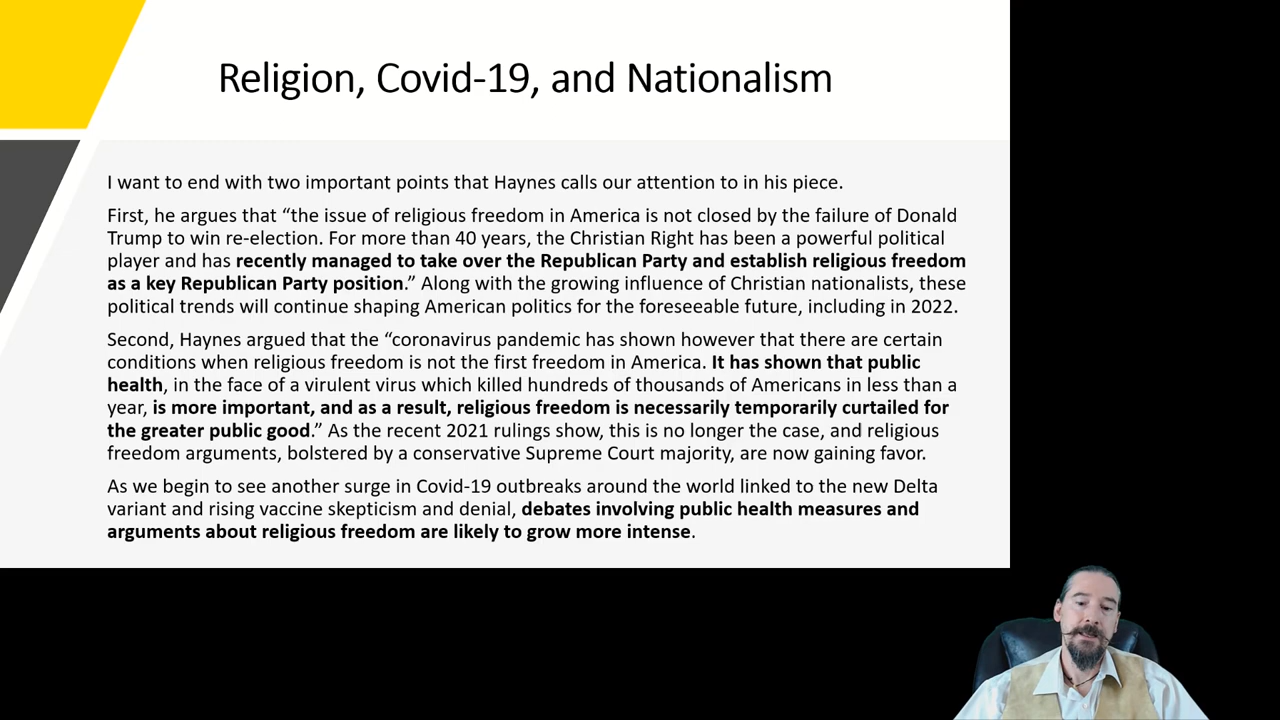 Religion, Covid-19, and Nationalism
I want to end with two important points that Haynes calls our attention to in his piece.
First, he argues that “the issue of religious freedom in America is not closed by the failure of Donald
Trump to win re-election. For more than 40 years, the Christian Right has been a powerful political
player and has recently managed to take over the Republican Party and establish religious freedom
as a key Republican Party position.” Along with the growing influence of Christian nationalists, these
political trends will continue shaping American politics for the foreseeable future, including in 2022.
Second, Haynes argued that the “coronavirus pandemic has shown however that there are certain
conditions when religious freedom is not the first freedom in America. It has shown that public
health, in the face of a virulent virus which killed hundreds of thousands of Americans in less than a
year, is more important, and as a result, religious freedom is necessarily temporarily curtailed for
the greater public good.” As the recent 2021 rulings show, this is no longer the case, and religious
freedom arguments, bolstered by a conservative Supreme Court majority, are now gaining favor.
As we begin to see another surge in Covid-19 outbreaks around the world linked to the new Delta
variant and rising vaccine skepticism and denial, debates involving public health measures and
arguments about religious freedom are likely to grow more intense.